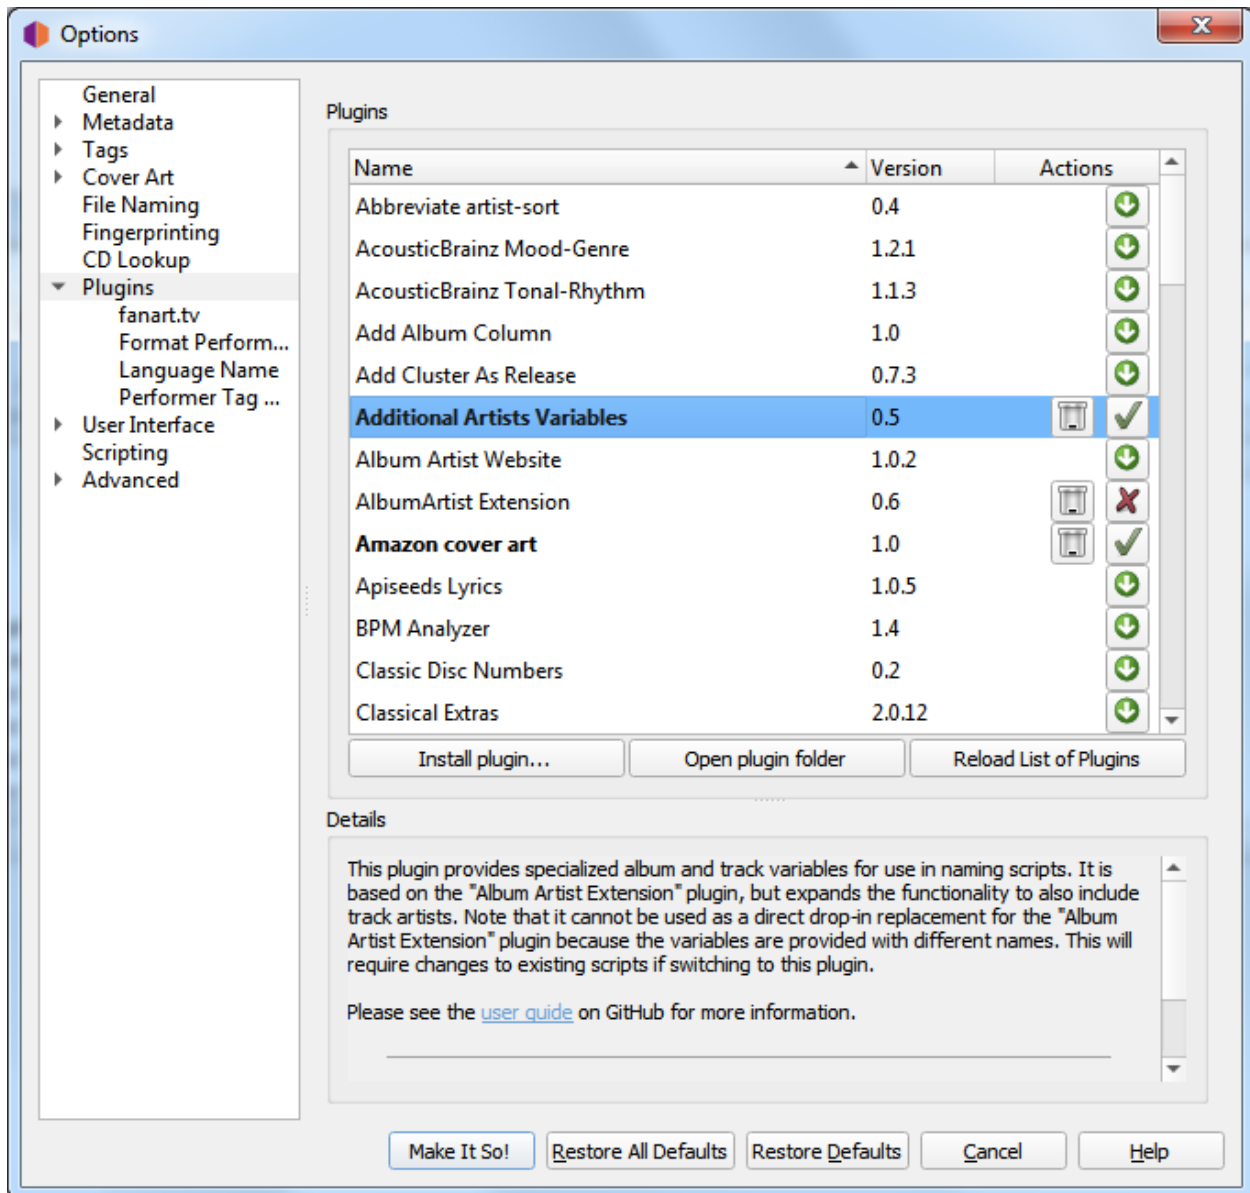 Options
General
Metadata
Tags
Cover Art
File Naming
Fingerprinting
CD Lookup
Plugins
fanart.tv
Format Perform...
Language Name
Performer Tag ...
User Interface
Scripting
Advanced
Plugins
Name Version Actions
Abbreviate artist-sort 0.4
AcousticBrainz Mood-Genre 1.2.1
AcousticBrainz Tonal-Rhythm 1.1.3
Add Album Column 1.0
Add Cluster As Release 0.7.3
Additional Artists Variables 0.5
Album Artist Website 1.0.2
AlbumArtist Extension 0.6
Amazon cover art 1.0
Apiseeds Lyrics 1.0.5
BPM Analyzer 1.4
Classic Disc Numbers 0.2
Classical Extras 2.0.12
Install plugin... Open plugin folder Reload List of Plugins
Details
This plugin provides specialized album and track variables for use in naming scripts. It is
based on the "Album Artist Extension" plugin, but expands the functionality to also include
track artists. Note that it cannot be used as a direct drop-in replacement for the "Album
Artist Extension" plugin because the variables are provided with different names. This will
require changes to existing scripts if switching to this plugin.
Please see the user guide on GitHub for more information.
Make It So! Restore All Defaults Restore Defaults Cancel Help